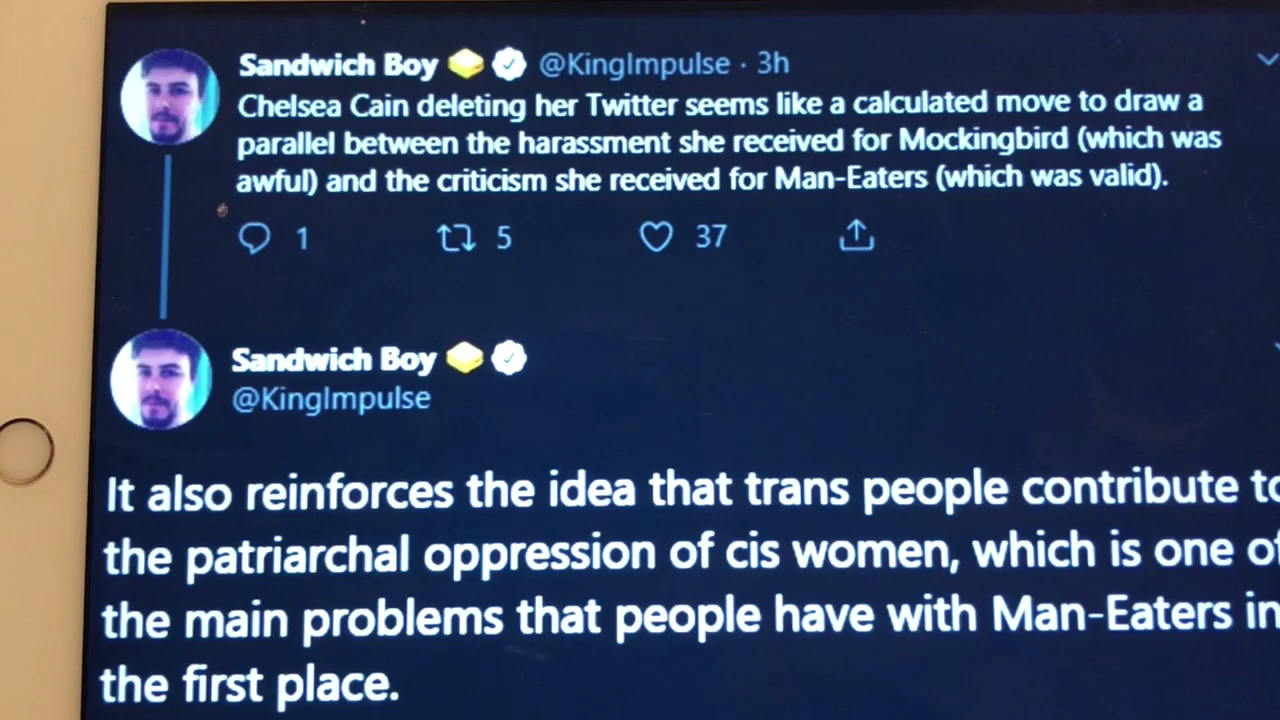 Sandwich Boy @KingImpulse · 3h
Chelsea Cain deleting her Twitter seems like a calculated move to draw a
parallel between the harassment she received for Mockingbird (which was
awful) and the criticism she received for Man-Eaters (which was valid).
1 5 37
Sandwich Boy
@KingImpulse
It also reinforces the idea that trans people contribute to
the patriarchal oppression of cis women, which is one of
the main problems that people have with Man-Eaters in
the first place.